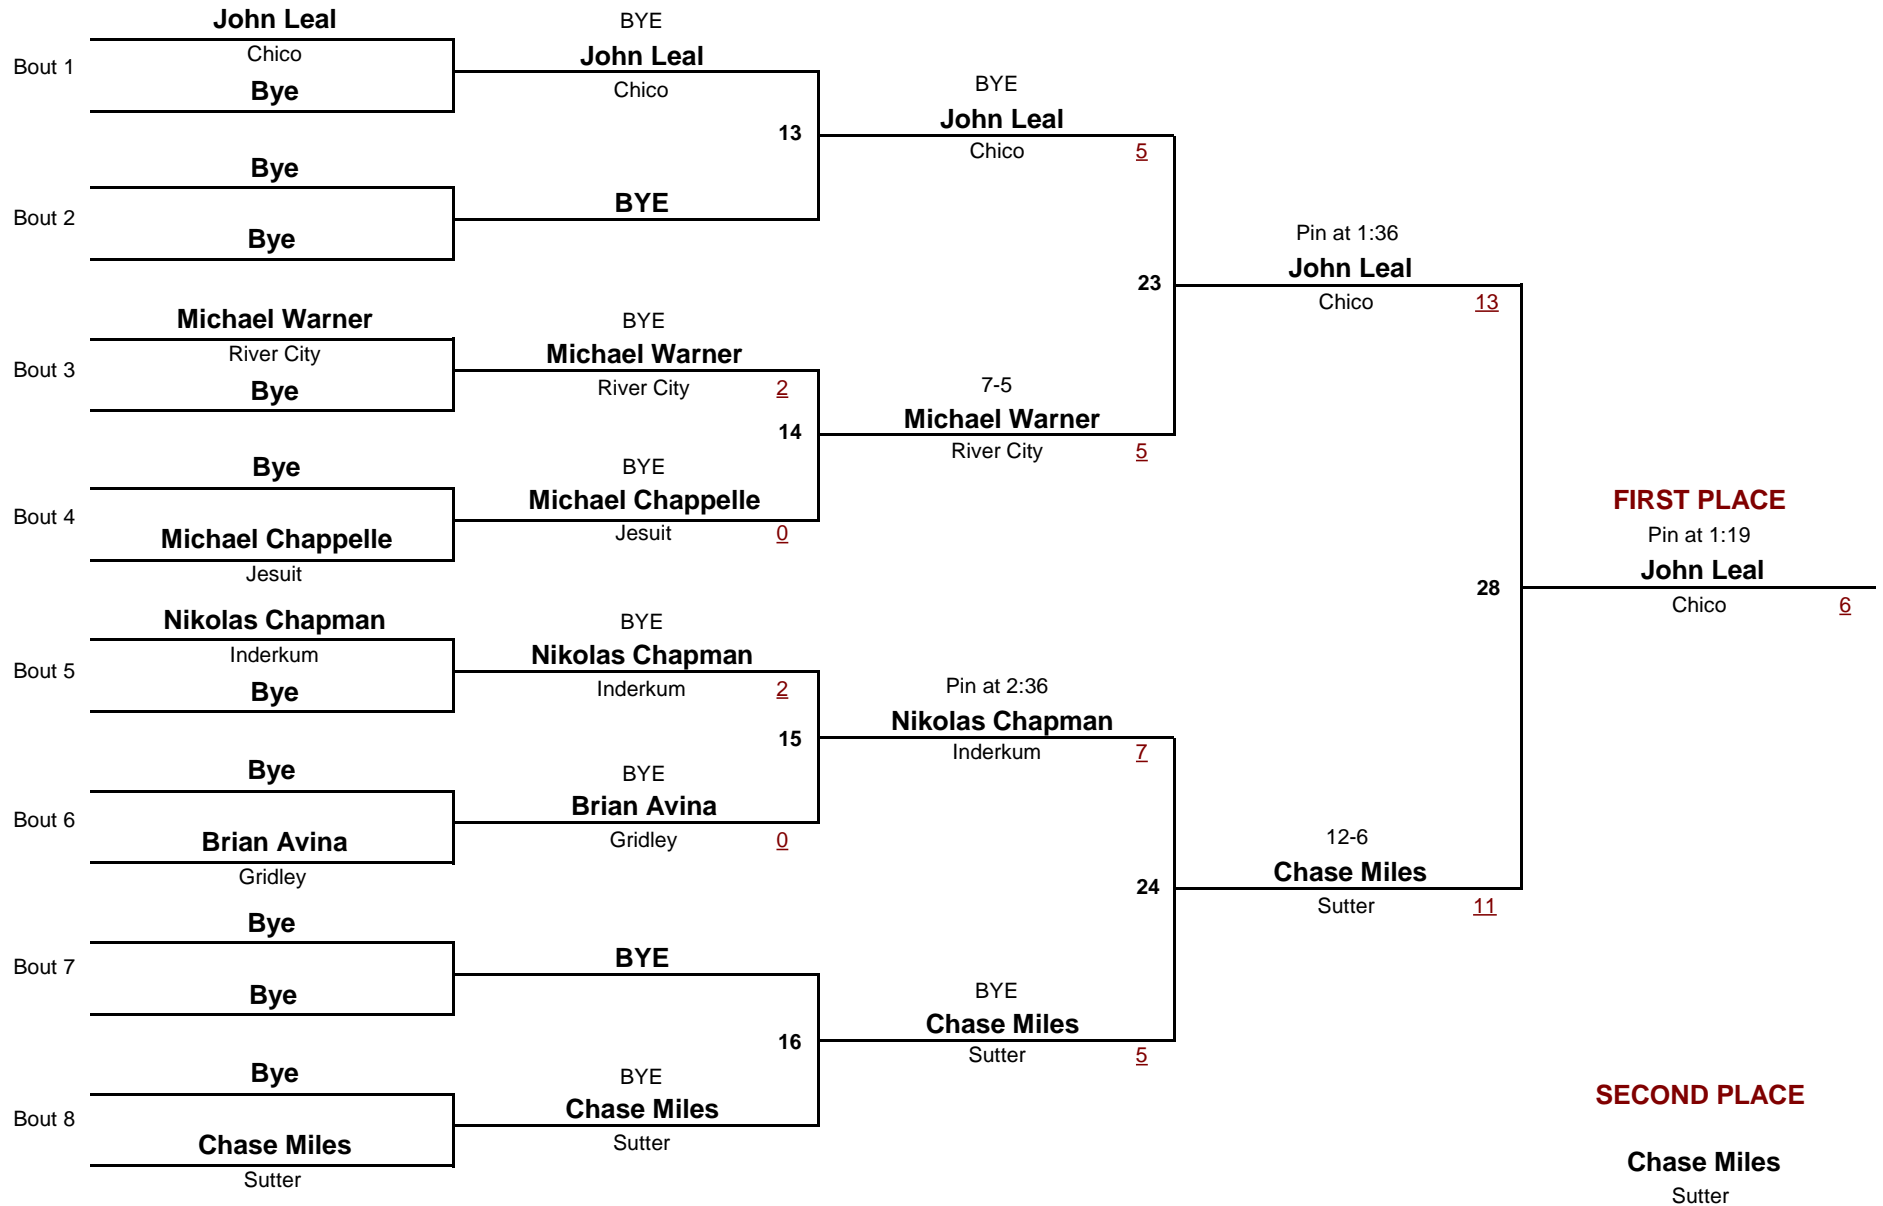 John Leal
Chico
Bout 1
Bye
Bye
Bout 2
Bye
Michael Warner
River City
Bout 3
Bye
Bye
Bout 4
Michael Chappelle
Jesuit
Nikolas Chapman
Inderkum
Bout 5
Bye
Bye
Bout 6
Brian Avina
Gridley
Bye
Bout 7
Bye
Bye
Bout 8
Chase Miles
Sutter
BYE
John Leal
Chico
13
BYE
BYE
Michael Warner
River City 2
14
BYE
Michael Chappelle
Jesuit 0
BYE
Nikolas Chapman
Inderkum 2
15
BYE
Brian Avina
Gridley 0
BYE
16
BYE
Chase Miles
Sutter
BYE
John Leal
Chico 5
23
7-5
Michael Warner
River City 5
Pin at 2:36
Nikolas Chapman
Inderkum 7
24
BYE
Chase Miles
Sutter 5
Pin at 1:36
John Leal
Chico 13
28
12-6
Chase Miles
Sutter 11
FIRST PLACE
Pin at 1:19
John Leal
Chico 6
SECOND PLACE
Chase Miles
Sutter